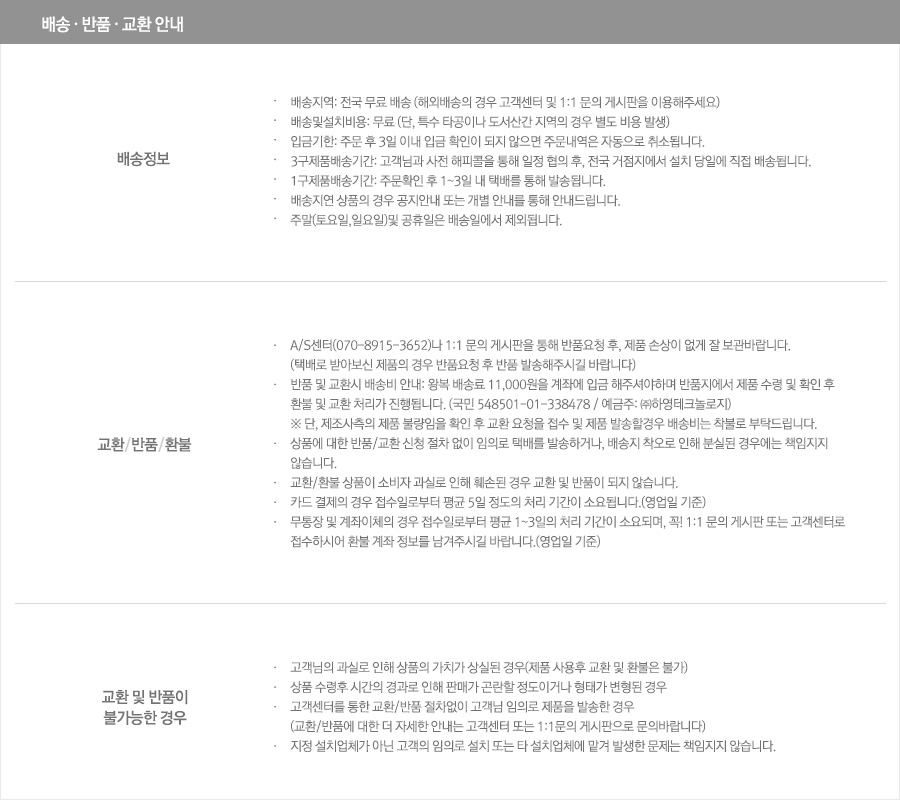 배송 · 반품 · 교환 안내
배송정보
· 배송지역: 전국 무료 배송 (해외배송의 경우 고객센터 및 1:1 문의 게시판을 이용해주세요)
· 배송및설치비용: 무료 (단, 특수 타공이나 도서산간 지역의 경우 별도 비용 발생)
· 입금기한: 주문 후 3일 이내 입금 확인이 되지 않으면 주문내역은 자동으로 취소됩니다.
· 3구제품배송기간: 고객님과 사전 해피콜을 통해 일정 협의 후, 전국 거점지에서 설치 당일에 직접 배송됩니다.
· 1구제품배송기간: 주문확인 후 1~3일 내 택배를 통해 발송됩니다.
· 배송지연 상품의 경우 공지안내 또는 개별 안내를 통해 안내드립니다.
· 주말(토요일,일요일)및 공휴일은 배송일에서 제외됩니다.
교환/반품/환불
· A/S센터(070-8915-3652)나 1:1 문의 게시판을 통해 반품요청 후, 제품 손상이 없게 잘 보관바랍니다.
(택배로 받아보신 제품의 경우 반품요청 후 반품 발송해주시길 바랍니다)
· 반품 및 교환시 배송비 안내: 왕복 배송료 11,000원을 계좌에 입금 해주셔야하며 반품지에서 제품 수령 및 확인 후
환불 및 교환 처리가 진행됩니다. (국민 548501-01-338478 / 예금주: ㈜하영테크놀로지)
※ 단, 제조사측의 제품 불량임을 확인 후 교환 요청을 접수 및 제품 발송할경우 배송비는 착불로 부탁드립니다.
· 상품에 대한 반품/교환 신청 절차 없이 임의로 택배를 발송하거나, 배송지 착오로 인해 분실된 경우에는 책임지지
않습니다.
· 교환/환불 상품이 소비자 과실로 인해 훼손된 경우 교환 및 반품이 되지 않습니다.
· 카드 결제의 경우 접수일로부터 평균 5일 정도의 처리 기간이 소요됩니다.(영업일 기준)
· 무통장 및 계좌이체의 경우 접수일로부터 평균 1~3일의 처리 기간이 소요되며, 꼭! 1:1 문의 게시판 또는 고객센터로
접수하시어 환불 계좌 정보를 남겨주시길 바랍니다.(영업일 기준)
교환 및 반품이
불가능한 경우
· 고객님의 과실로 인해 상품의 가치가 상실된 경우(제품 사용후 교환 및 환불은 불가)
· 상품 수령후 시간의 경과로 인해 판매가 곤란할 정도이거나 형태가 변형된 경우
· 고객센터를 통한 교환/반품 절차없이 고객님 임의로 제품을 발송한 경우
(교환/반품에 대한 더 자세한 안내는 고객센터 또는 1:1문의 게시판으로 문의바랍니다)
· 지정 설치업체가 아닌 고객의 임의로 설치 또는 타 설치업체에 맡겨 발생한 문제는 책임지지 않습니다.